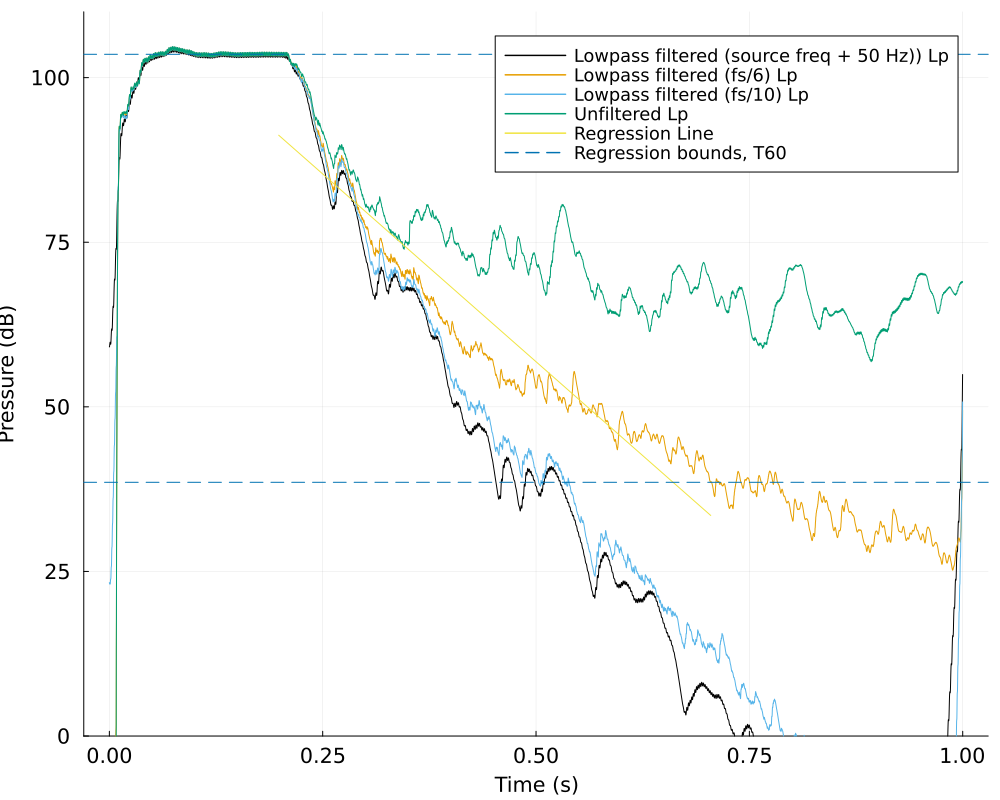 Lowpass filtered (source freq + 50 Hz)) Lp
Lowpass filtered (fs/6) Lp
Lowpass filtered (fs/10) Lp
Unfiltered Lp
Regression Line
Regression bounds, T60
100
75
50
25
0
Pressure (dB)
0.00 0.25 0.50 0.75 1.00
Time (s)